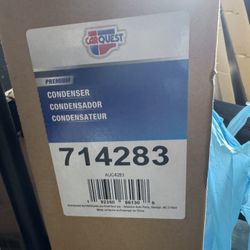 CARQUEST
PREMIUM
CONDENSER
CONDENSADOR
CONDENSATEUR
714283
AUC4283